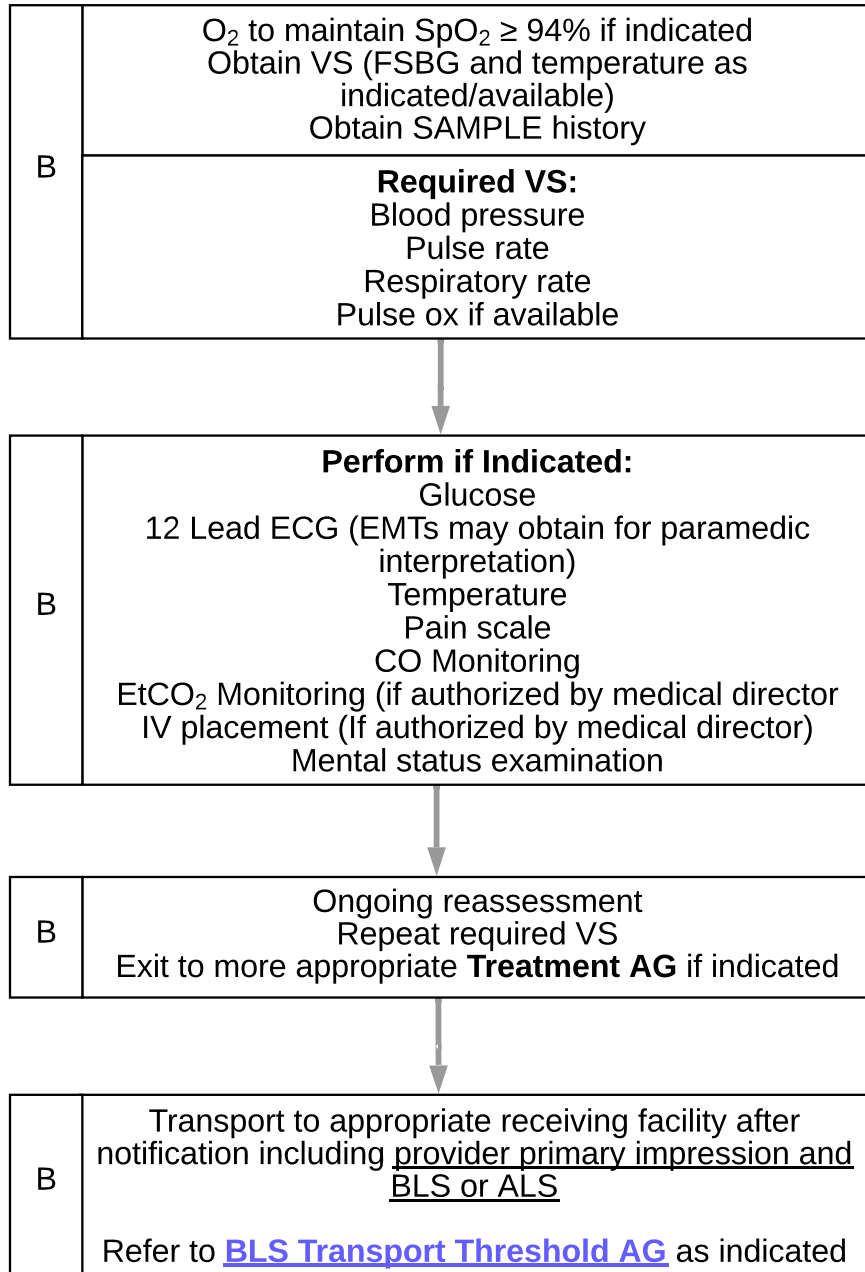 O₂ to maintain SpO₂ ≥ 94% if indicated
Obtain VS (FSBG and temperature as
indicated/available)
Obtain SAMPLE history
B
Required VS:
Blood pressure
Pulse rate
Respiratory rate
Pulse ox if available
Perform if Indicated:
Glucose
12 Lead ECG (EMTs may obtain for paramedic
interpretation)
B
Temperature
Pain scale
CO Monitoring
EtCO₂ Monitoring (if authorized by medical director
IV placement (If authorized by medical director)
Mental status examination
Ongoing reassessment
B
Repeat required VS
Exit to more appropriate Treatment AG if indicated
Transport to appropriate receiving facility after
notification including provider primary impression and
B
BLS or ALS
Refer to BLS Transport Threshold AG as indicated